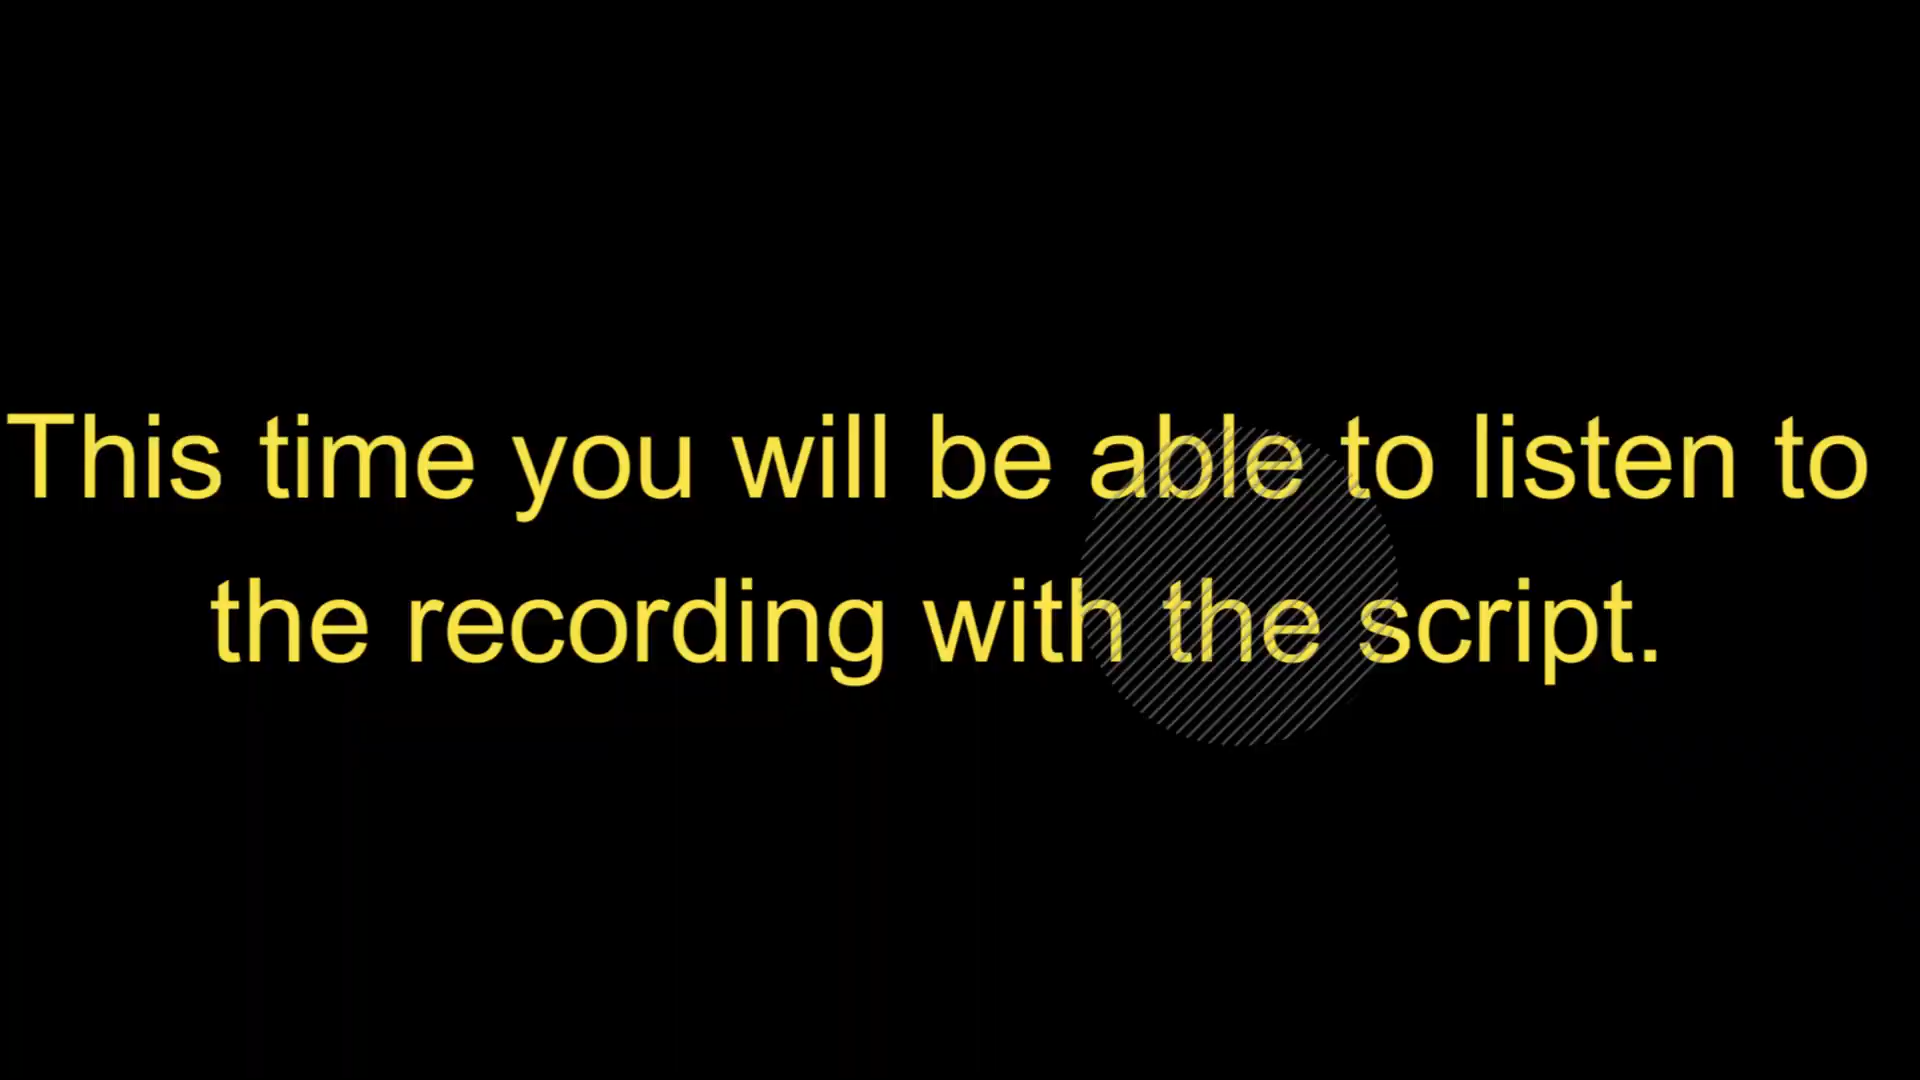 This time you will be able to listen to
the recording with the script.